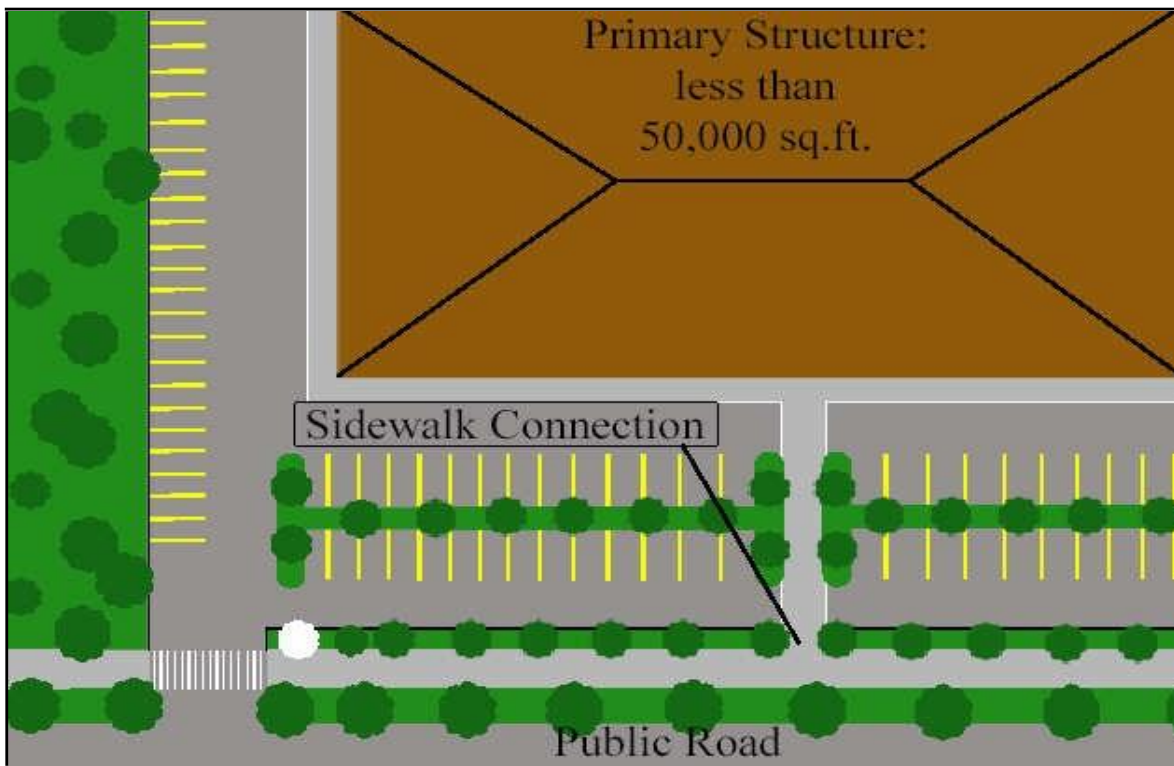 Primary Structure:
less than
50,000 sq.ft.
Sidewalk Connection
Public Road